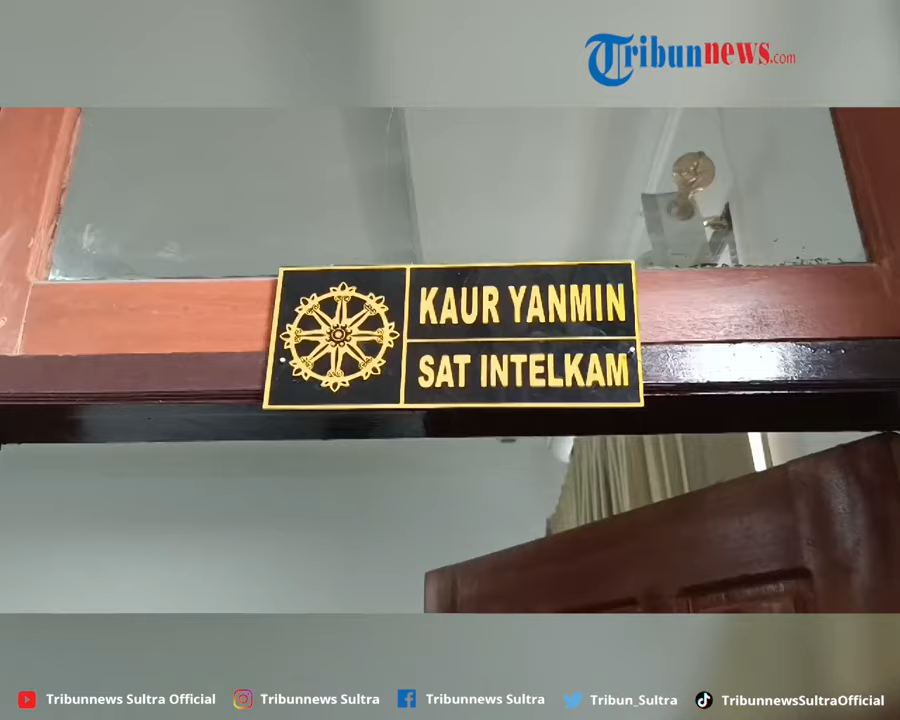 Tribunnews.com
KAUR YANMIN
SAT INTELKAM
Tribunnews Sultra Official Tribunnews Sultra Tribunnews Sultra Tribun_Sultra TribunnewsSultraOfficial